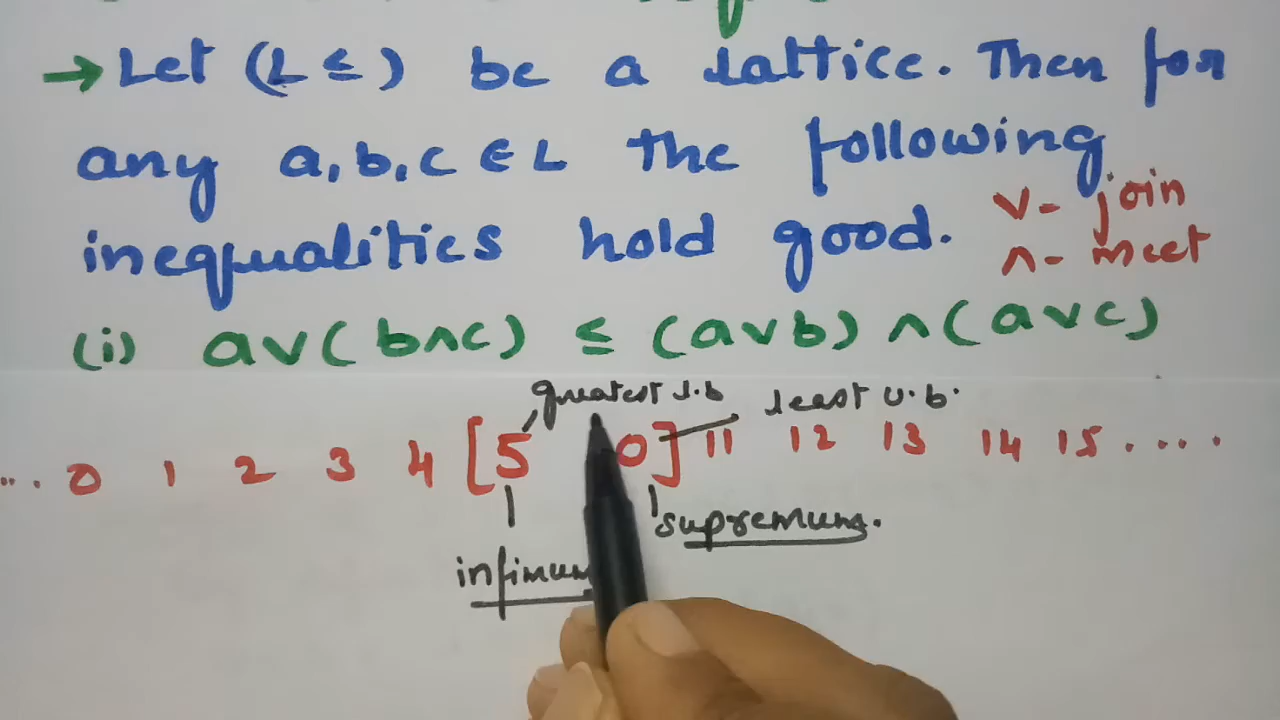 → Let (L ≤) be a lattice. Then for
any a,b,c ∈ L the following
inequalities hold good.
v - join
∧ - meet
(i) a∨(b∧c) ≤ (a∨b) ∧ (a∨c)
greatest l.b least u.b.
... 0 1 2 3 4 [5 0] 11 12 13 14 15 ....
supremum.
infimum